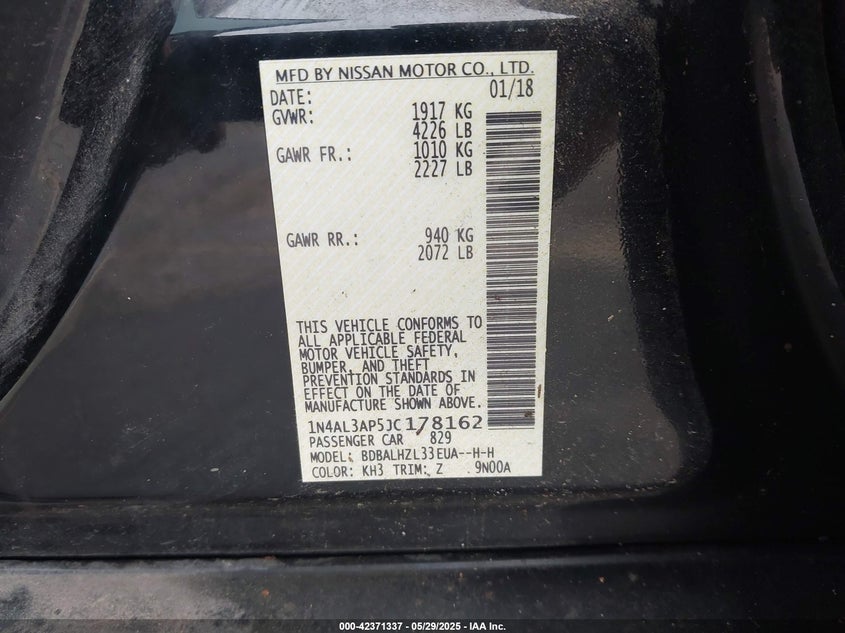 MFD BY NISSAN MOTOR CO., LTD.
DATE: 01/18
GVWR: 1917 KG
4226 LB
GAWR FR.: 1010 KG
2227 LB
GAWR RR.: 940 KG
2072 LB
THIS VEHICLE CONFORMS TO
ALL APPLICABLE FEDERAL
MOTOR VEHICLE SAFETY,
BUMPER, AND THEFT
PREVENTION STANDARDS IN
EFFECT ON THE DATE OF
MANUFACTURE SHOWN ABOVE.
1N4AL3AP5JC178162
PASSENGER CAR 829
MODEL: BDBALHZL33EUA--H-H
COLOR: KH3 TRIM: Z 9N00A
000-42371337 - 05/29/2025 - IAA Inc.